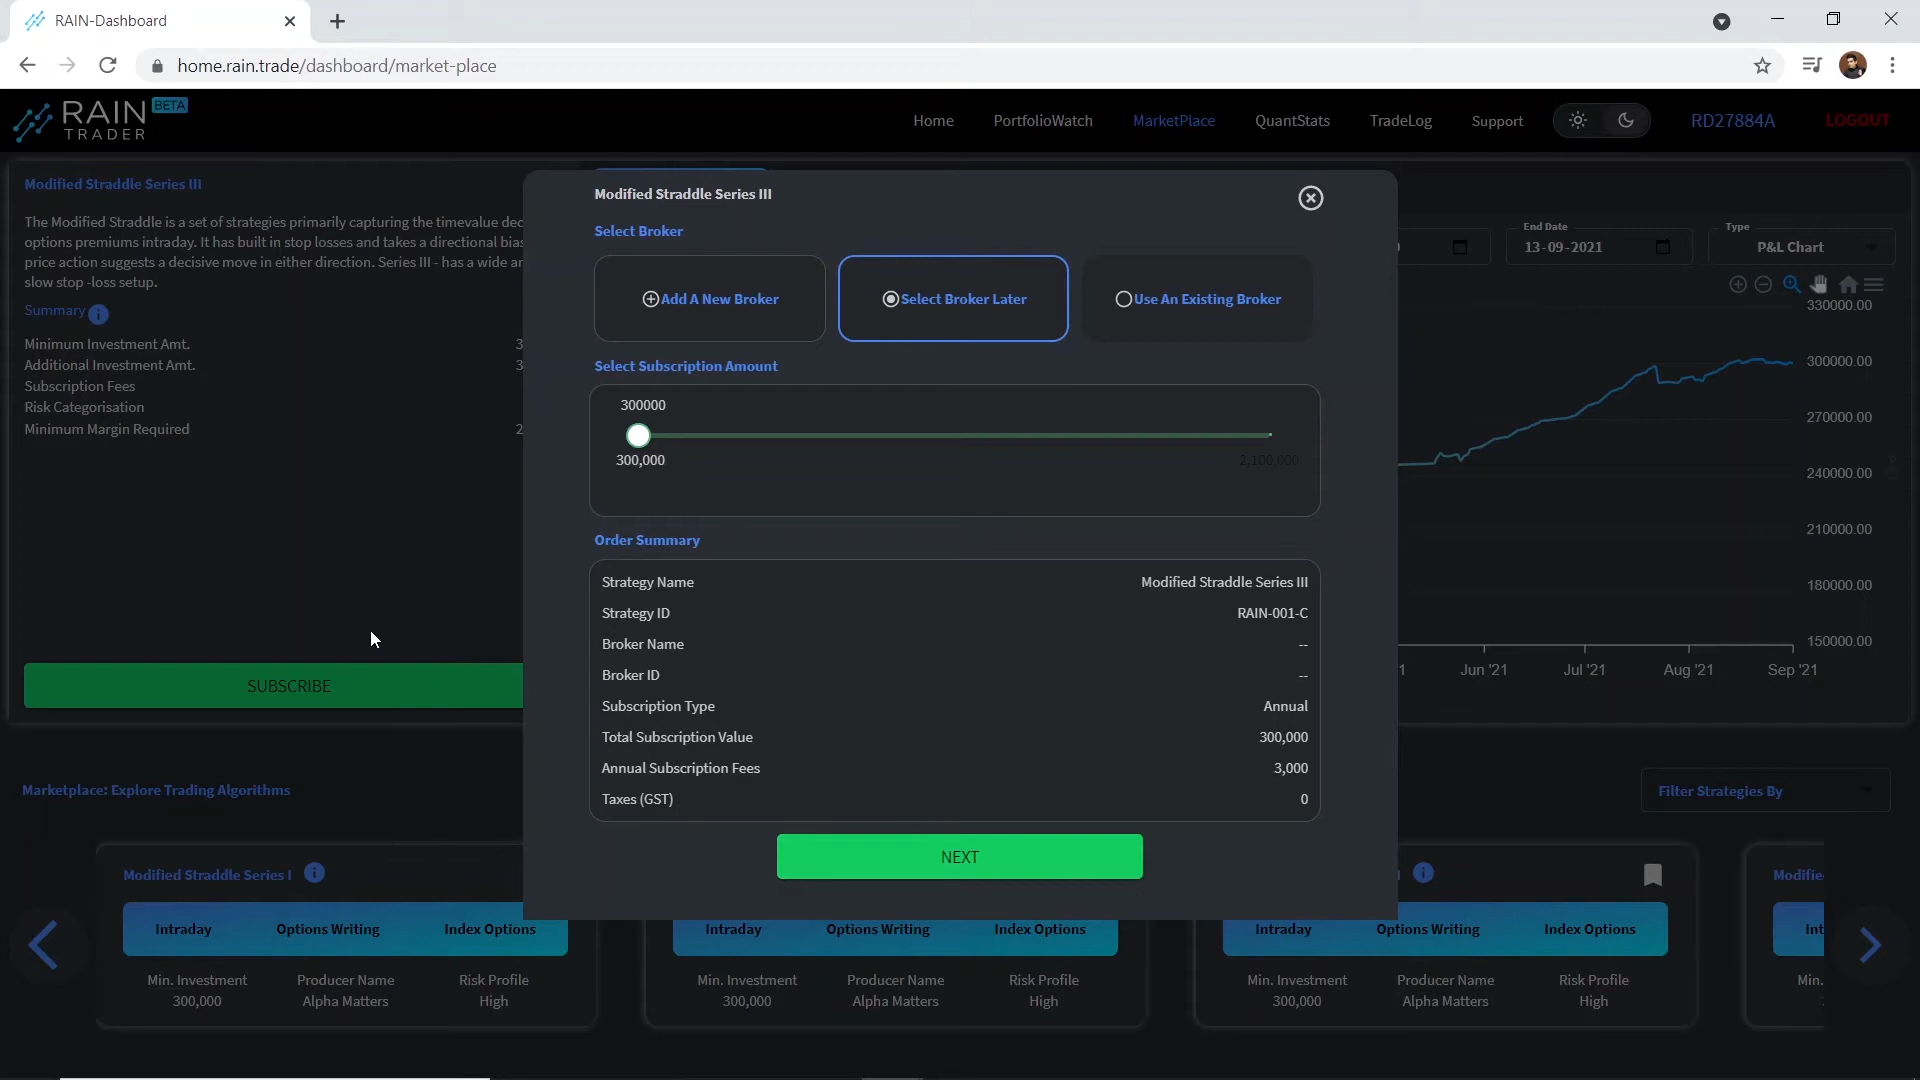 RAIN-Dashboard
home.rain.trade/dashboard/market-place
RAIN BETA
TRADER
Home PortfolioWatch MarketPlace QuantStats TradeLog Support RD27884A LOGOUT
Modified Straddle Series III
The Modified Straddle is a set of strategies primarily capturing the timevalue dec
options premiums intraday. It has built in stop losses and takes a directional bias
price action suggests a decisive move in either direction. Series III - has a wide ar
slow stop -loss setup.
Summary i
Minimum Investment Amt. 3
Additional Investment Amt. 3
Subscription Fees
Risk Categorisation
Minimum Margin Required 2
SUBSCRIBE
Modified Straddle Series III
Select Broker
Add A New Broker
Select Broker Later
Use An Existing Broker
Select Subscription Amount
300000
300,000 2,100,000
Order Summary
Strategy Name Modified Straddle Series III
Strategy ID RAIN-001-C
Broker Name --
Broker ID --
Subscription Type Annual
Total Subscription Value 300,000
Annual Subscription Fees 3,000
Taxes (GST) 0
NEXT
End Date
13-09-2021
Type
P&L Chart
330000.00
300000.00
270000.00
240000.00
210000.00
180000.00
150000.00
1 Jun '21 Jul '21 Aug '21 Sep '21
Marketplace: Explore Trading Algorithms
Filter Strategies By
Modified Straddle Series I i
Intraday Options Writing Index Options
Min. Investment Producer Name Risk Profile
300,000 Alpha Matters High
Intraday Options Writing Index Options
Min. Investment Producer Name Risk Profile
300,000 Alpha Matters High
i
Intraday Options Writing Index Options
Min. Investment Producer Name Risk Profile
300,000 Alpha Matters High
Modifie
Int
Min.